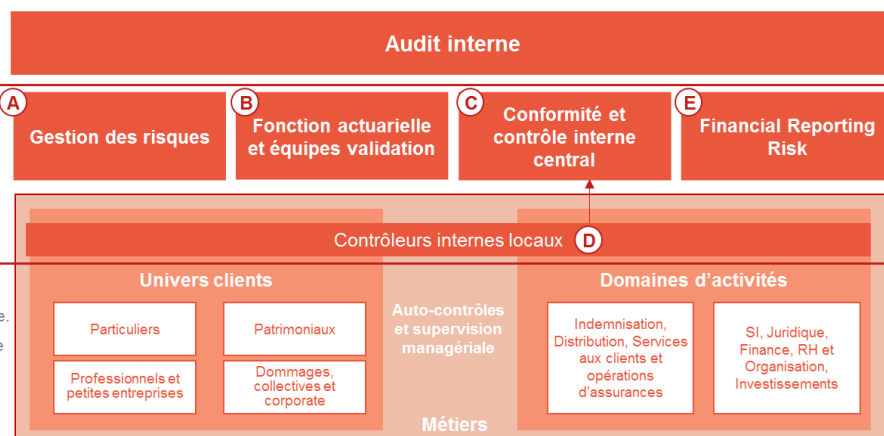 Audit interne
A
Gestion des risques
B
Fonction actuarielle
et équipes validation
C
Conformité et
contrôle interne
central
E
Financial Reporting
Risk
Contrôleurs internes locaux D
Univers clients
Particuliers
Patrimoniaux
Professionnels et
petites entreprises
Dommages,
collectives et
corporate
Auto-contrôles
et supervision
managériale
Métiers
Domaines d'activités
Indemnisation,
Distribution, Services
aux clients et
opérations
d'assurances
SI, Juridique,
Finance, RH et
Organisation,
Investissements